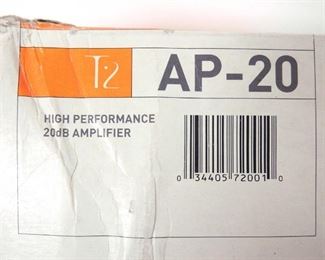 T2 AP-20
HIGH PERFORMANCE
20dB AMPLIFIER
0 34405 72001 0